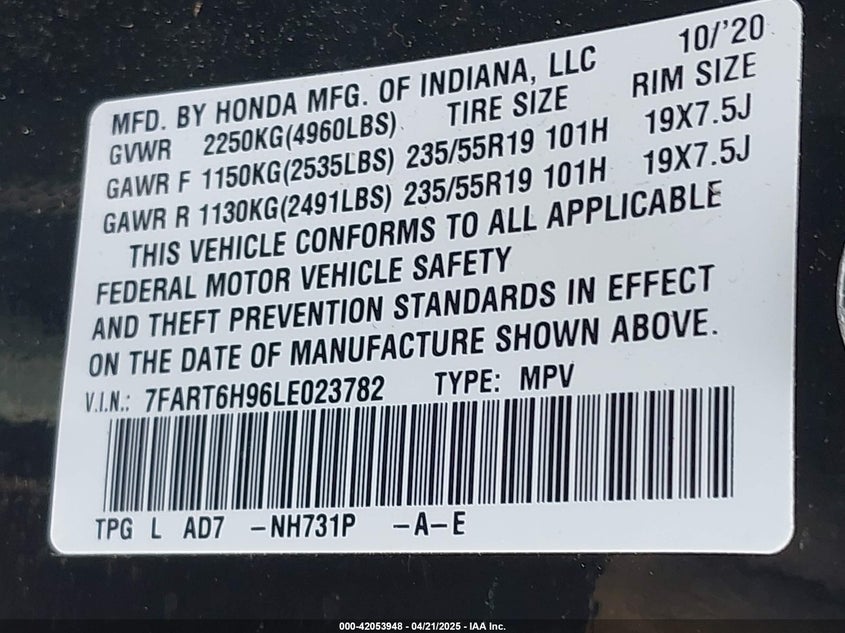 10/'20
MFD. BY HONDA MFG. OF INDIANA, LLC
GVWR 2250KG(4960LBS) TIRE SIZE RIM SIZE
GAWR F 1150KG(2535LBS) 235/55R19 101H 19X7.5J
GAWR R 1130KG(2491LBS) 235/55R19 101H 19X7.5J
THIS VEHICLE CONFORMS TO ALL APPLICABLE
FEDERAL MOTOR VEHICLE SAFETY
AND THEFT PREVENTION STANDARDS IN EFFECT
ON THE DATE OF MANUFACTURE SHOWN ABOVE.
V.I.N.: 7FART6H96LE023782 TYPE: MPV
TPG L AD7 -NH731P -A-E
000-42053948 - 04/21/2025 - IAA Inc.